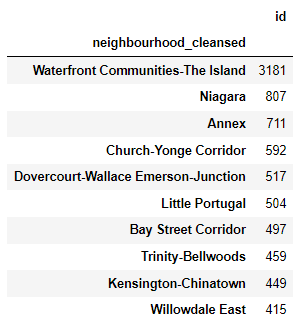 id
neighbourhood_cleansed
Waterfront Communities-The Island 3181
Niagara 807
Annex 711
Church-Yonge Corridor 592
Dovercourt-Wallace Emerson-Junction 517
Little Portugal 504
Bay Street Corridor 497
Trinity-Bellwoods 459
Kensington-Chinatown 449
Willowdale East 415